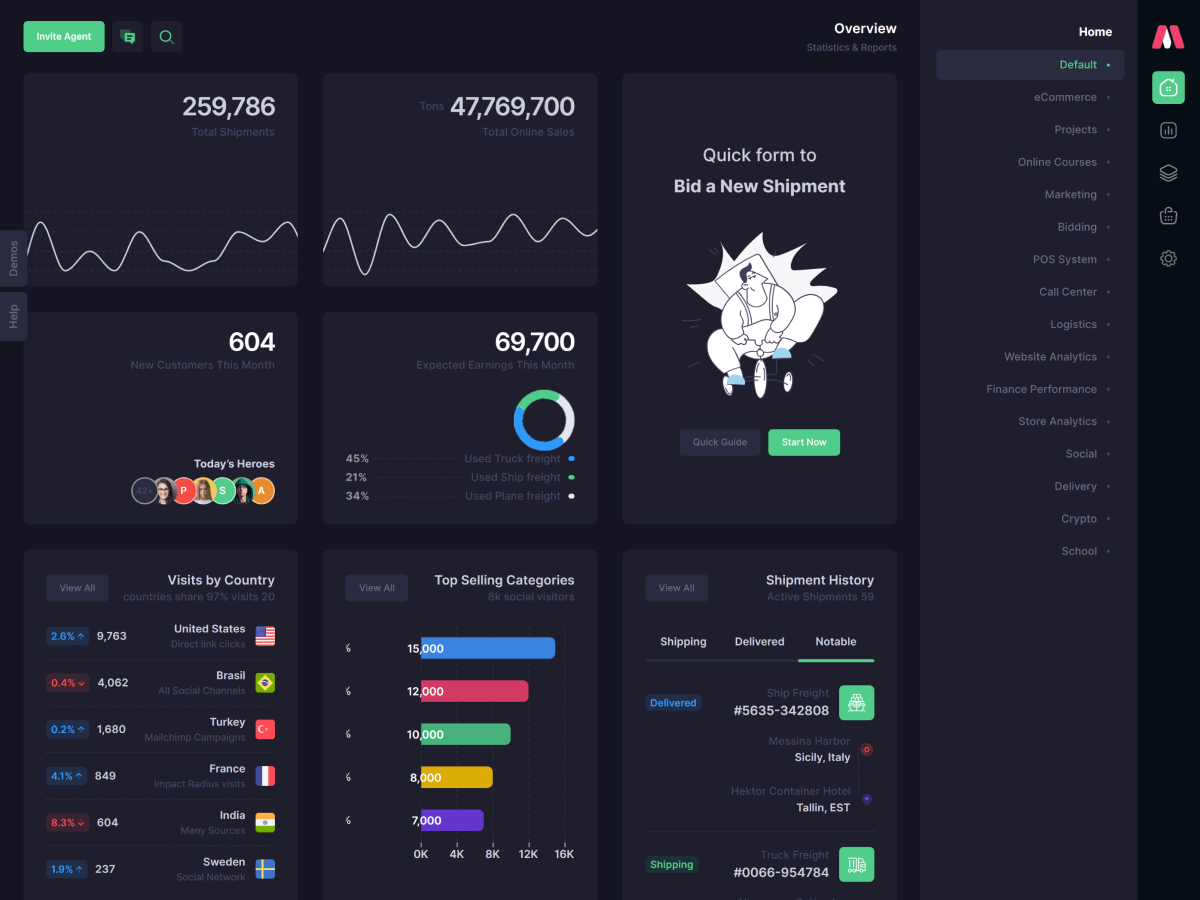 Invite Agent
Overview
Statistics & Reports
Home
Default
eCommerce
Projects
Online Courses
Marketing
Bidding
POS System
Call Center
Logistics
Website Analytics
Finance Performance
Store Analytics
Social
Delivery
Crypto
School
Demos
Help
259,786
Total Shipments
Tons 47,769,700
Total Online Sales
Quick form to
Bid a New Shipment
Quick Guide
Start Now
604
New Customers This Month
Today's Heroes
42+ P S A
69,700
Expected Earnings This Month
45% Used Truck freight
21% Used Ship freight
34% Used Plane freight
View All
Visits by Country
countries share 97% visits 20
2.6% ↑ 9,763 United States
Direct link clicks
0.4% ↓ 4,062 Brasil
All Social Channels
0.2% ↑ 1,680 Turkey
Mailchimp Campaigns
4.1% ↑ 849 France
Impact Radius visits
8.3% ↓ 604 India
Many Sources
1.9% ↑ 237 Sweden
Social Network
View All
Top Selling Categories
8k social visitors
15,000
12,000
10,000
8,000
7,000
0K 4K 8K 12K 16K
View All
Shipment History
Active Shipments 59
Shipping Delivered Notable
Delivered
Ship Freight
#5635-342808
Messina Harbor
Sicily, Italy
Hektor Container Hotel
Tallin, EST
Shipping
Truck Freight
#0066-954784